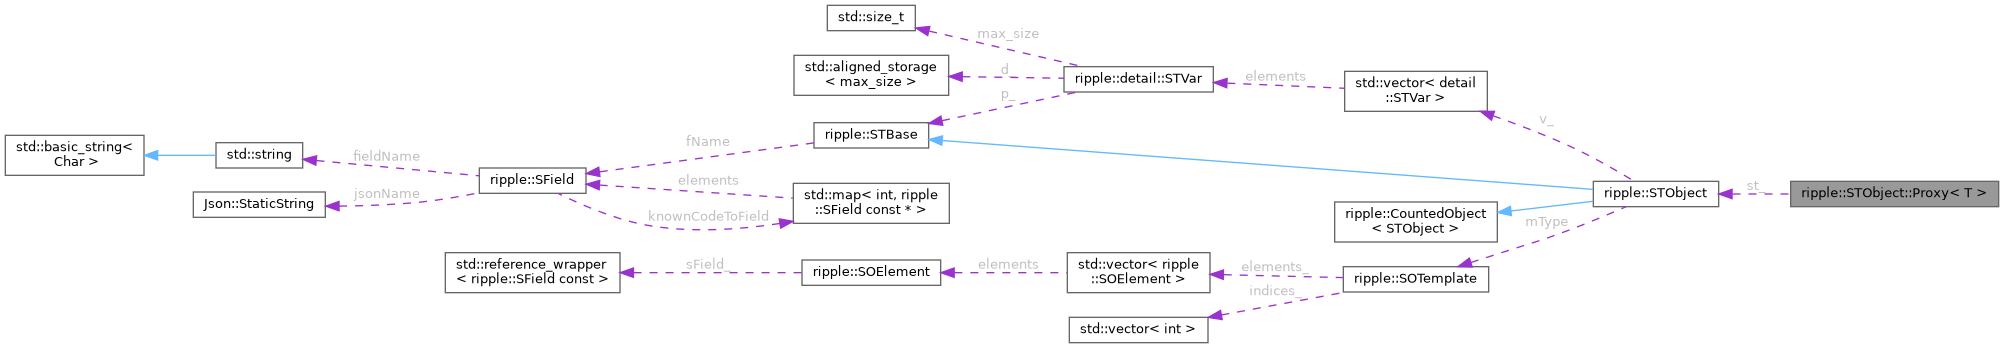 std::size_t
max_size
std::aligned_storage
< max_size >
d_
ripple::detail::STVar
elements
std::vector< detail
::STVar >
p_
v_
ripple::STBase
std::basic_string<
Char >
std::string
fieldName
fName
ripple::SField
elements
jsonName
Json::StaticString
std::map< int, ripple
::SField const * >
knownCodeToField
ripple::STObject
st_
ripple::STObject::Proxy< T >
ripple::CountedObject
< STObject >
mType
std::reference_wrapper
< ripple::SField const >
sField_
ripple::SOElement
elements
std::vector< ripple
::SOElement >
elements_
ripple::SOTemplate
indices_
std::vector< int >